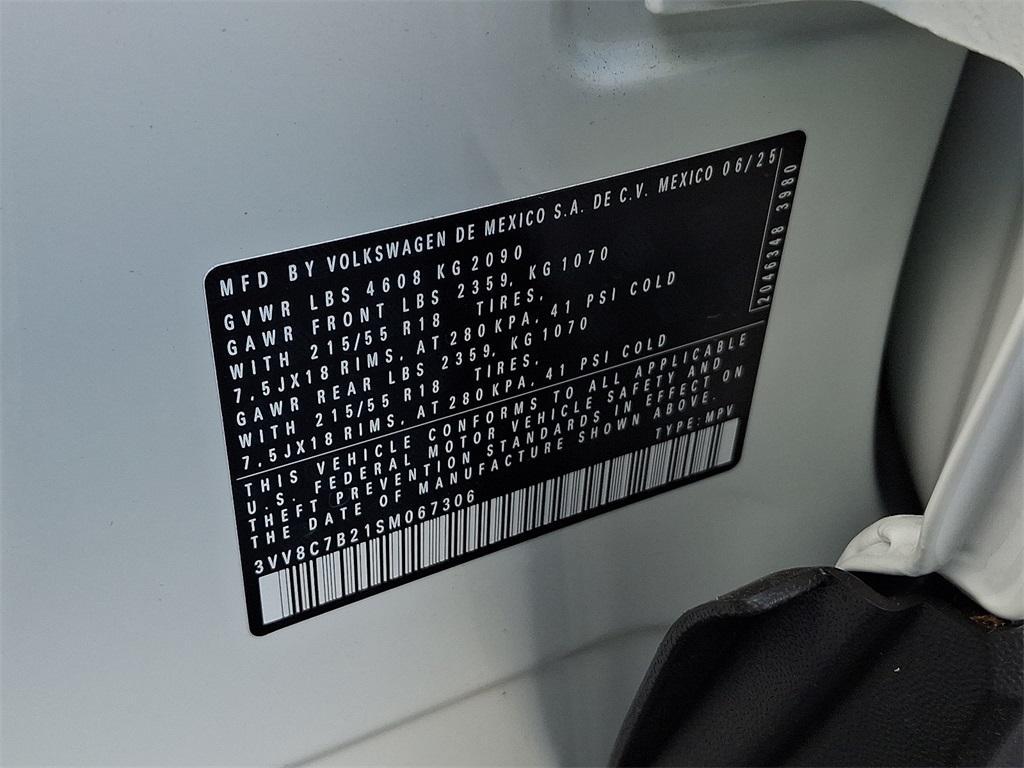 MFD BY VOLKSWAGEN DE MEXICO S.A. DE C.V. MEXICO 06/25
GVWR LBS 4608 KG 2090
GAWR FRONT LBS 2359, KG 1070
WITH 215/55 R18 TIRES,
7,5JX18 RIMS, AT 280KPA, 41 PSI COLD
GAWR REAR LBS 2359, KG 1070
WITH 215/55 R18 TIRES,
7,5JX18 RIMS, AT 280KPA, 41 PSI COLD
THIS VEHICLE CONFORMS TO ALL APPLICABLE
U.S. FEDERAL MOTOR VEHICLE SAFETY AND
THEFT PREVENTION STANDARDS IN EFFECT ON
THE DATE OF MANUFACTURE SHOWN ABOVE.
3VV8C7B21SM067306 TYPE: MPV
2046348 3980